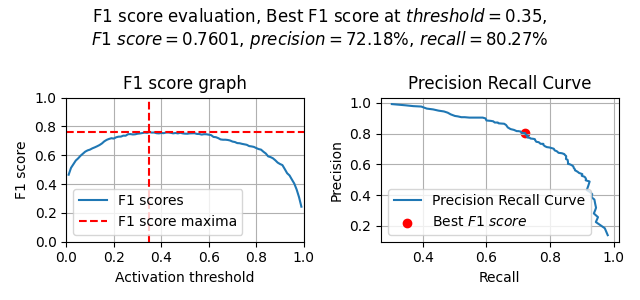 F1 score evaluation, Best F1 score at threshold = 0.35,
F1 score = 0.7601, precision = 72.18%, recall = 80.27%
F1 score graph
1.0
0.8
0.6
0.4
0.2
0.0
F1 score
F1 scores
F1 score maxima
0.0 0.2 0.4 0.6 0.8 1.0
Activation threshold
Precision Recall Curve
0.8
0.6
0.4
0.2
Precision
Precision Recall Curve
Best F1 score
0.4 0.6 0.8 1.0
Recall